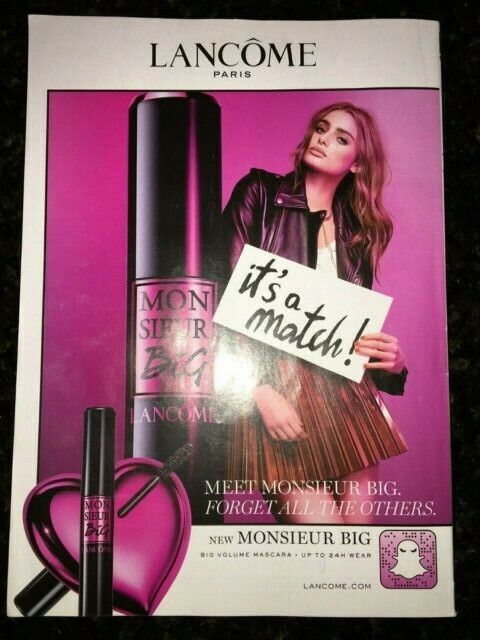 LANCÔME
PARIS
it's a
match!
MON
SIEUR
BiG
LANCÔME
MEET MONSIEUR BIG.
FORGET ALL THE OTHERS.
MON
SIEUR
BiG
LANCÔME
NEW MONSIEUR BIG
BIG VOLUME MASCARA • UP TO 24H WEAR
LANCOME.COM